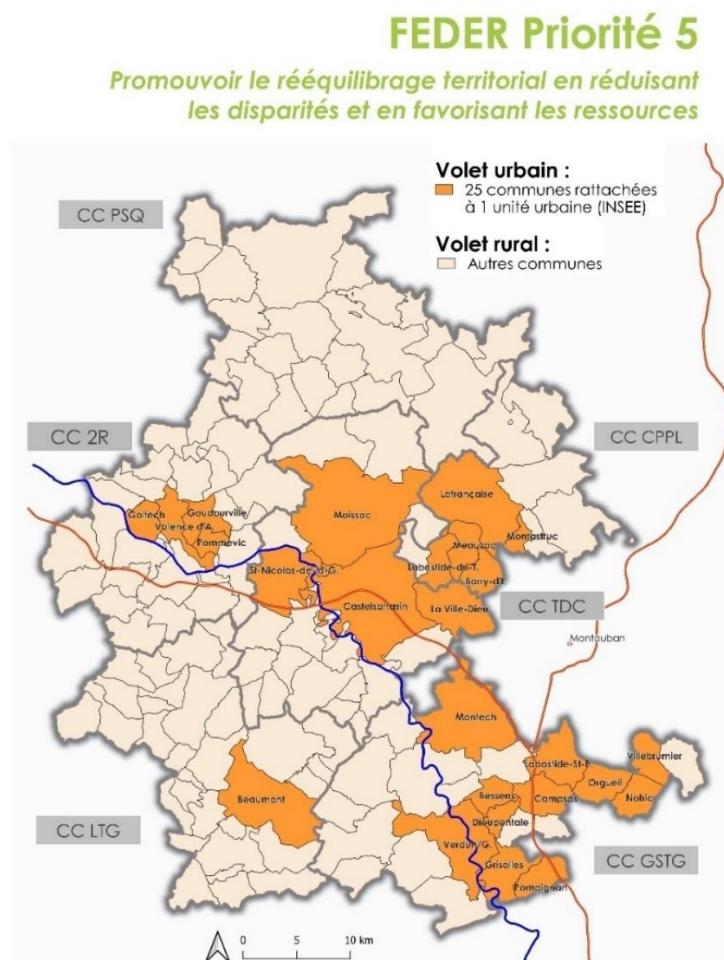 FEDER Priorité 5
Promouvoir le rééquilibrage territorial en réduisant
les disparités et en favorisant les ressources
Volet urbain :
25 communes rattachées
à 1 unité urbaine (INSEE)
Volet rural :
Autres communes
CC PSQ
CC 2R
CC CPPL
Lafrançaise
Moissac
Golfech
Goudourville
Valence d'A.
Pommevic
Montastruc
Meauzac
St-Nicolas-de-la-G.
Labastide-du-T.
Barry-d'I.
Castelsarrasin
La Ville-Dieu
CC TDC
Montauban
Montech
Villebrumier
Labastide-St-P.
Orgueil
Beaumont
Bessens
Campsas
Nohic
Dieupentale
CC LTG
Verdun/G.
CC GSTG
Grisolles
Pompignan
0 5 10 km